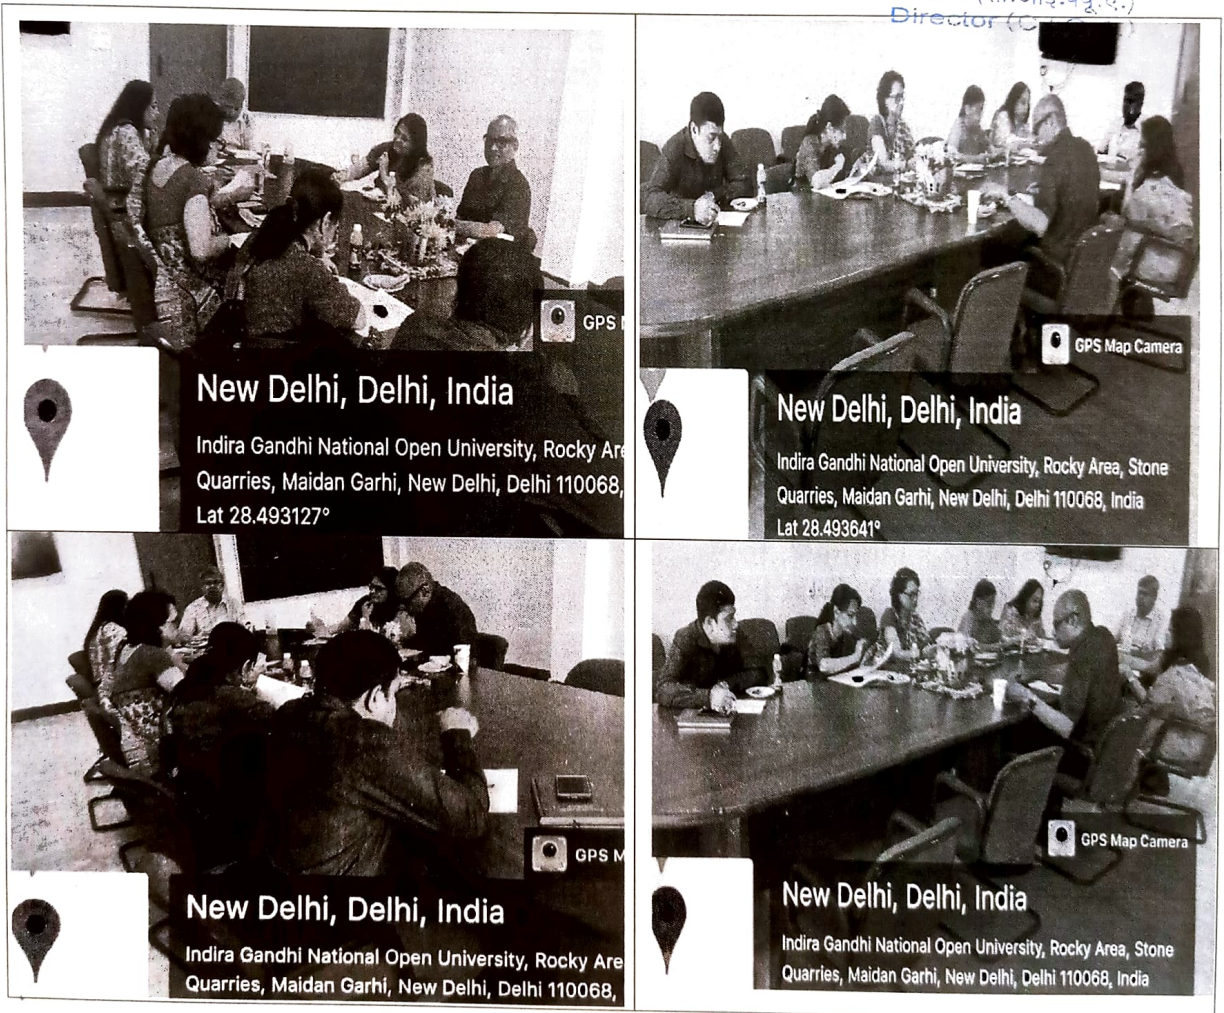 Director (C
GPS
New Delhi, Delhi, India
Indira Gandhi National Open University, Rocky Are
Quarries, Maidan Garhi, New Delhi, Delhi 110068,
Lat 28.493127°
GPS Map Camera
New Delhi, Delhi, India
Indira Gandhi National Open University, Rocky Area, Stone
Quarries, Maidan Garhi, New Delhi, Delhi 110068, India
Lat 28.493641°
GPS M
New Delhi, Delhi, India
Indira Gandhi National Open University, Rocky Are
Quarries, Maidan Garhi, New Delhi, Delhi 110068,
GPS Map Camera
New Delhi, Delhi, India
Indira Gandhi National Open University, Rocky Area, Stone
Quarries, Maidan Garhi, New Delhi, Delhi 110068, India